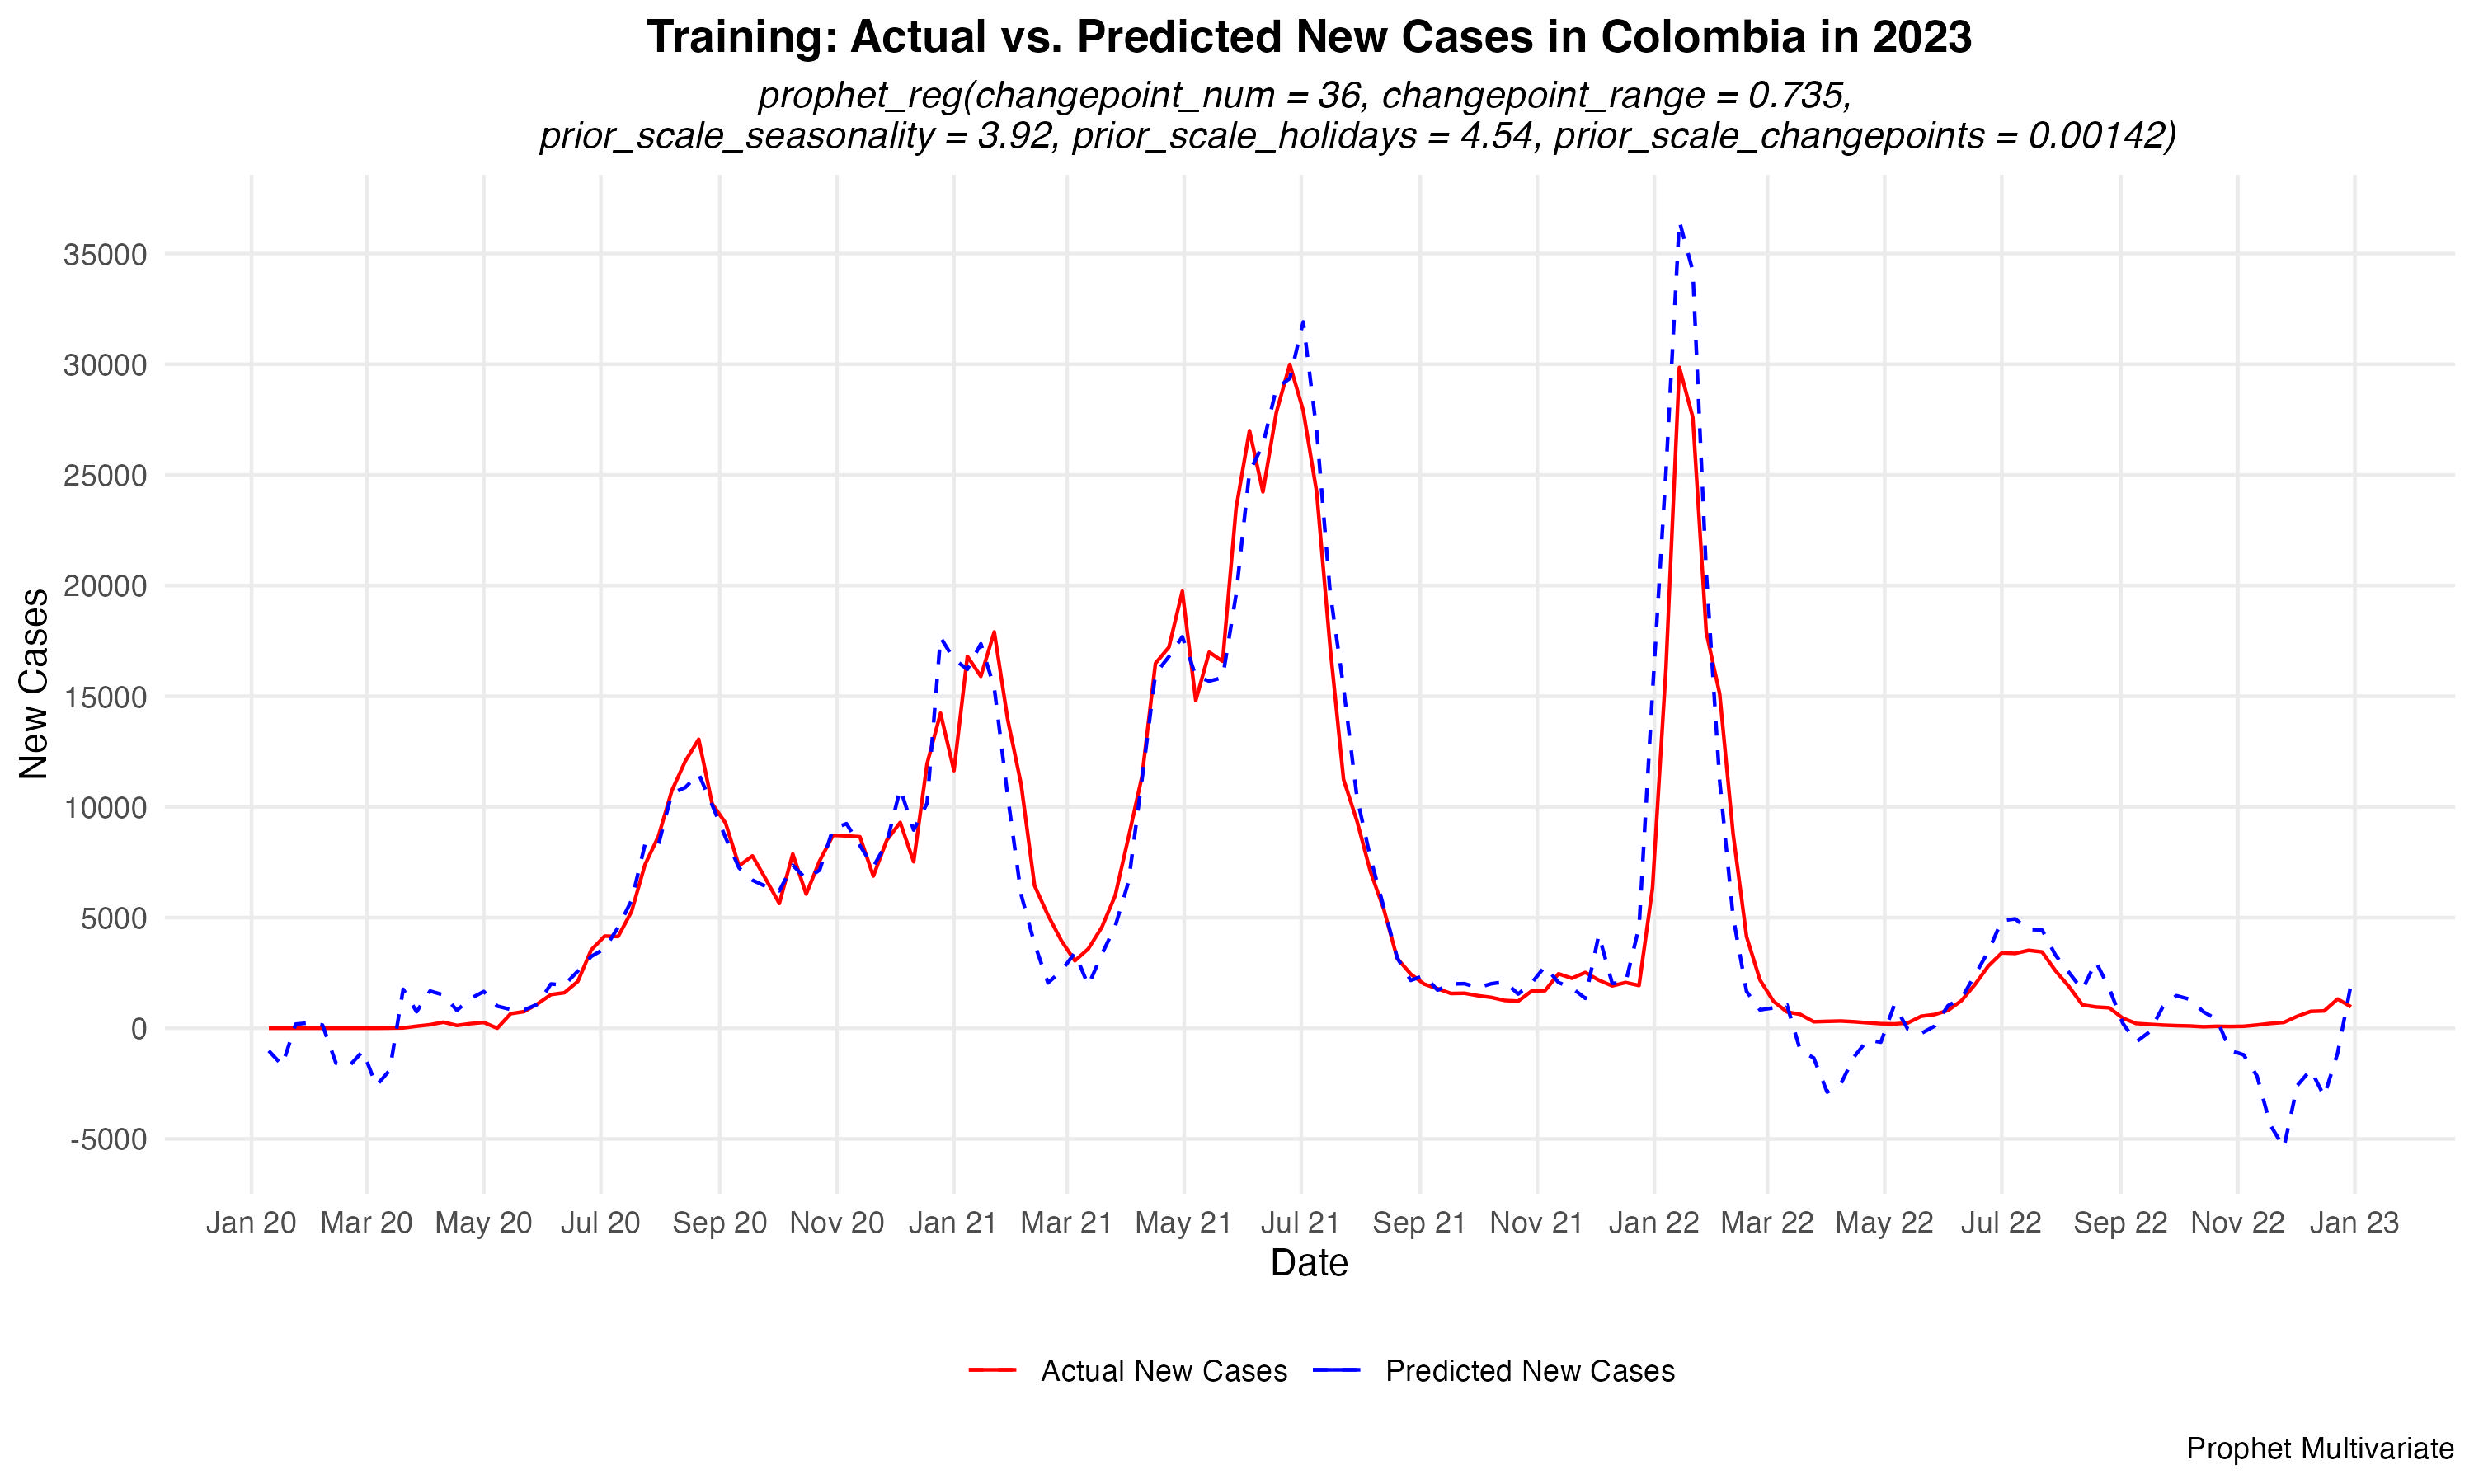 Training: Actual vs. Predicted New Cases in Colombia in 2023
prophet_reg(changepoint_num = 36, changepoint_range = 0.735,
prior_scale_seasonality = 3.92, prior_scale_holidays = 4.54, prior_scale_changepoints = 0.00142)
New Cases
35000
30000
25000
20000
15000
10000
5000
0
-5000
Jan 20 Mar 20 May 20 Jul 20 Sep 20 Nov 20 Jan 21 Mar 21 May 21 Jul 21 Sep 21 Nov 21 Jan 22 Mar 22 May 22 Jul 22 Sep 22 Nov 22 Jan 23
Date
Actual New Cases Predicted New Cases
Prophet Multivariate